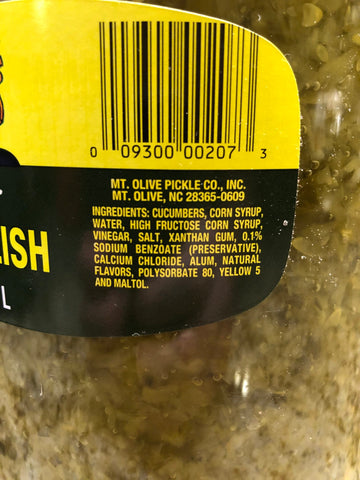 0 09300 00207 3
MT. OLIVE PICKLE CO., INC.
MT. OLIVE, NC 28365-0609
INGREDIENTS: CUCUMBERS, CORN SYRUP,
WATER, HIGH FRUCTOSE CORN SYRUP,
VINEGAR, SALT, XANTHAN GUM, 0.1%
SODIUM BENZOATE (PRESERVATIVE),
CALCIUM CHLORIDE, ALUM, NATURAL
FLAVORS, POLYSORBATE 80, YELLOW 5
AND MALTOL.
ISH
L